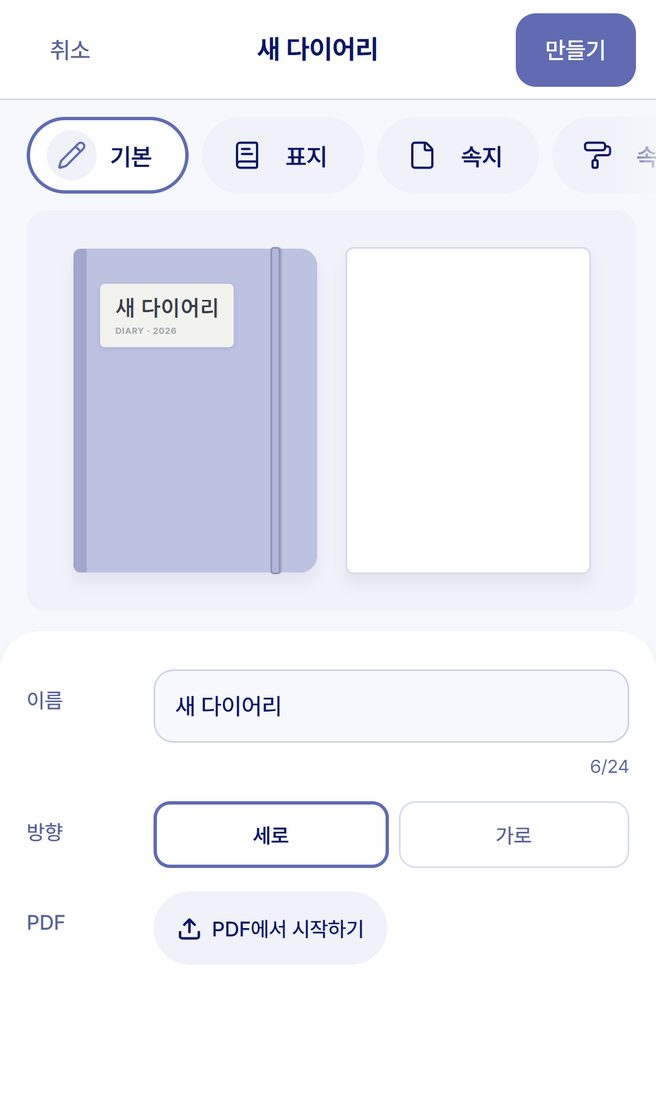 취소
새 다이어리
만들기
기본
표지
속지
속
새 다이어리
DIARY · 2026
이름
새 다이어리
6/24
방향
세로
가로
PDF
PDF에서 시작하기